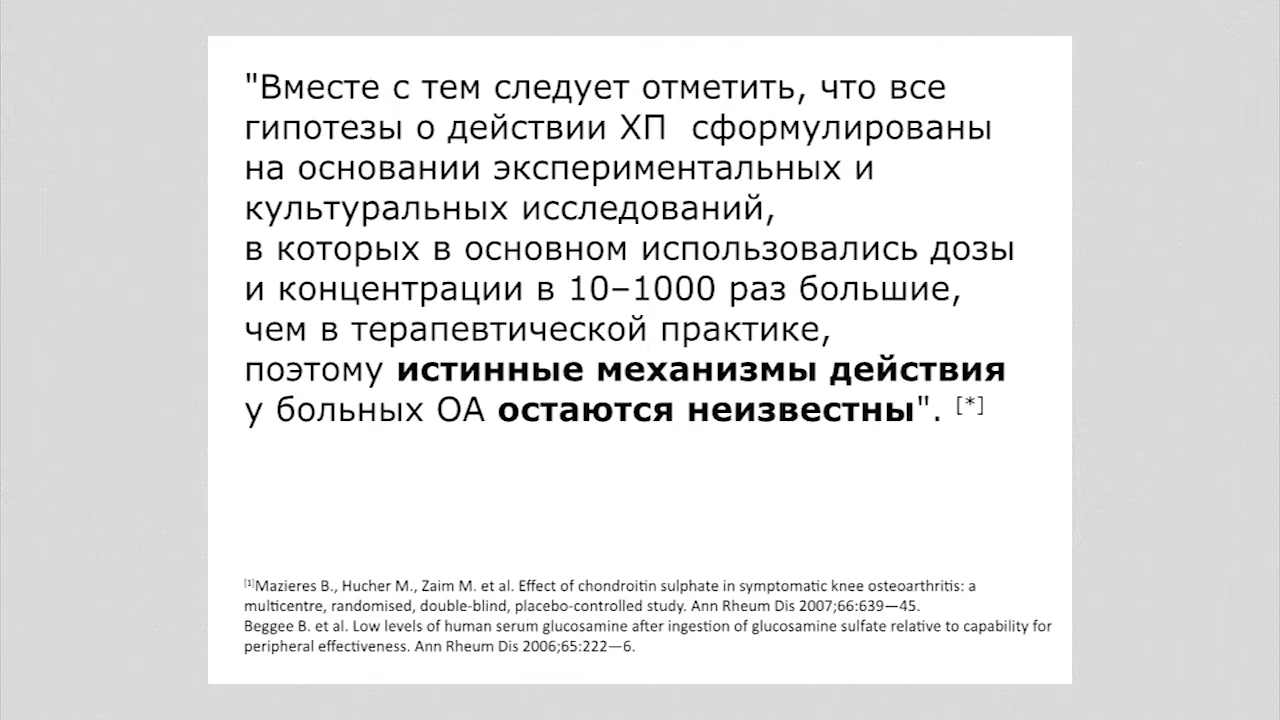 "Вместе с тем следует отметить, что все
гипотезы о действии ХП  сформулированы
на основании экспериментальных и
культуральных исследований,
в которых в основном использовались дозы
и концентрации в 10–1000 раз большие,
чем в терапевтической практике,
поэтому истинные механизмы действия
у больных ОА остаются неизвестны". [*]
[1]Mazieres B., Hucher M., Zaim M. et al. Effect of chondroitin sulphate in symptomatic knee osteoarthritis: a
multicentre, randomised, double-blind, placebo-controlled study. Ann Rheum Dis 2007;66:639—45.
Beggee B. et al. Low levels of human serum glucosamine after ingestion of glucosamine sulfate relative to capability for
peripheral effectiveness. Ann Rheum Dis 2006;65:222—6.